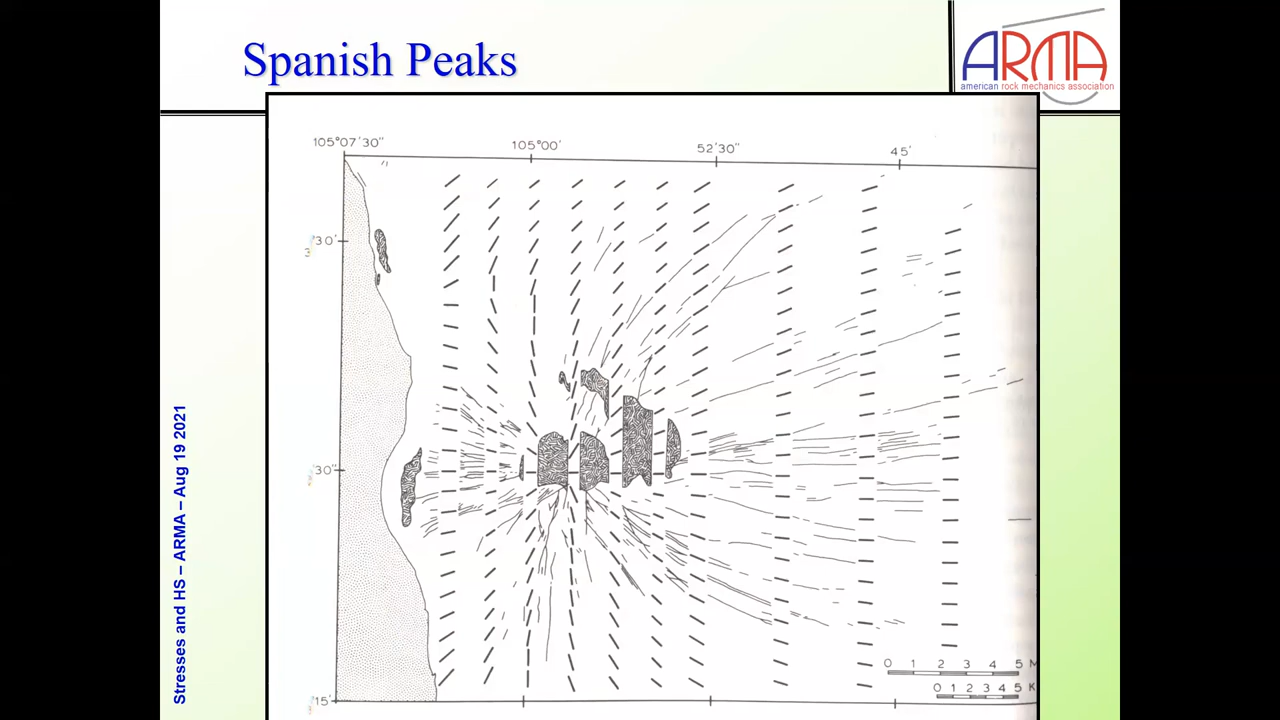 Spanish Peaks
ARMA
american rock mechanics association
105°07'30"
105°00'
52'30"
45'
30'
30"
15'
0 1 2 3 4 5 M
0 1 2 3 4 5 K
Stresses and HS – ARMA – Aug 19 2021